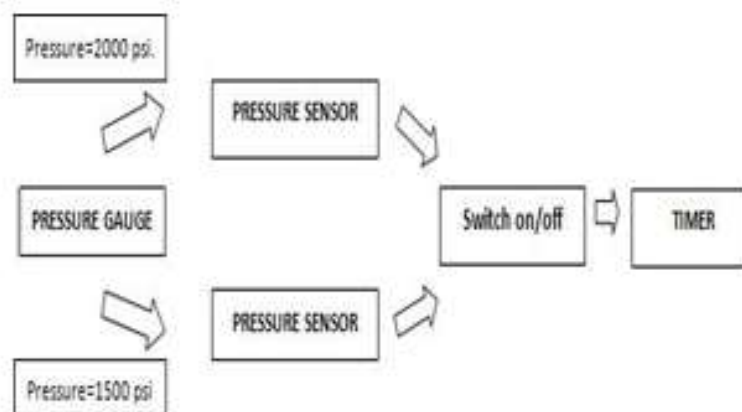 Pressure=2000 psi.
PRESSURE SENSOR
PRESSURE GAUGE
Switch on/off
TIMER
PRESSURE SENSOR
Pressure=1500 psi